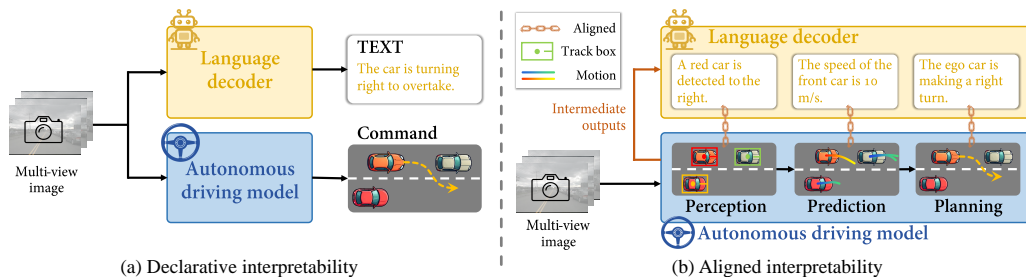 Language
decoder
TEXT
The car is turning
right to overtake.
Multi-view
image
Autonomous
driving model
Command
(a) Declarative interpretability
Aligned
Track box
Motion
Language decoder
A red car is
detected to the
right.
The speed of the
front car is 10
m/s.
The ego car is
making a right
turn.
Intermediate
outputs
Multi-view
image
Perception
Prediction
Planning
Autonomous driving model
(b) Aligned interpretability